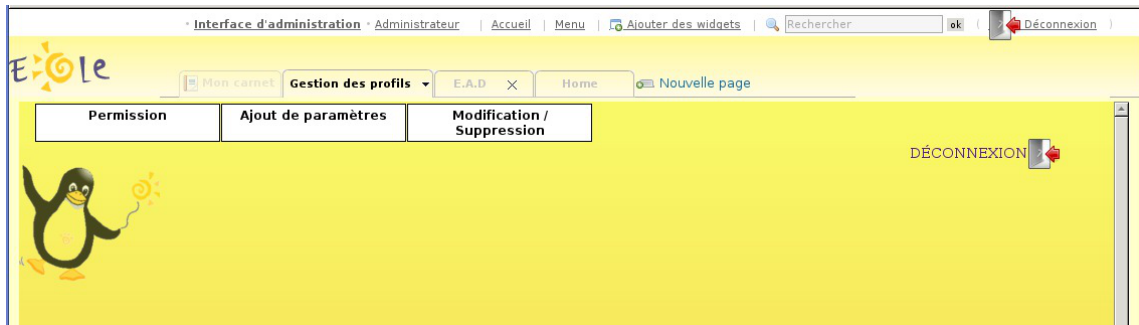 · Interface d'administration · Administrateur | Accueil | Menu | Ajouter des widgets | Rechercher ok ( Déconnexion )
Eole
Mon carnet Gestion des profils E.A.D X Home Nouvelle page
Permission Ajout de paramètres Modification /
Suppression
DÉCONNEXION